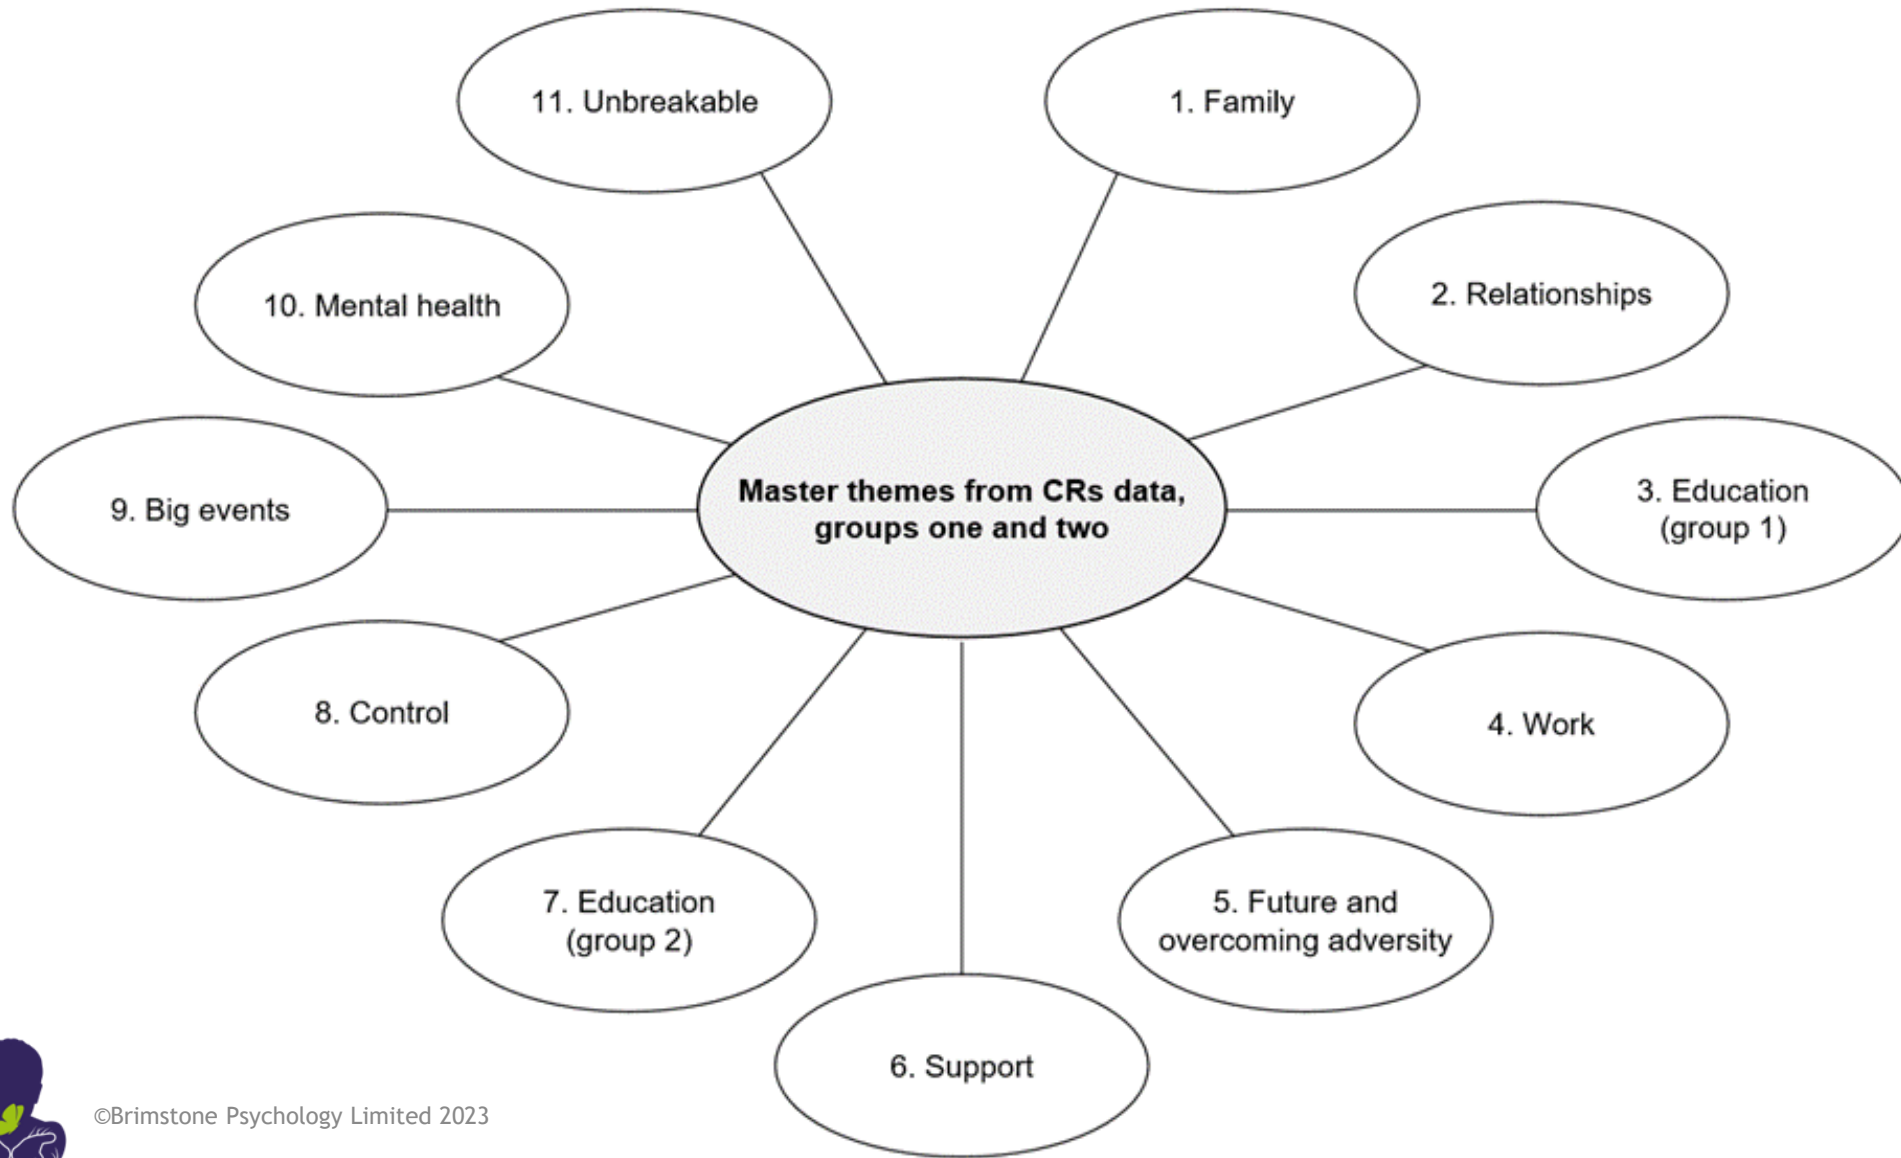 11. Unbreakable
1. Family
10. Mental health
2. Relationships
Master themes from CRs data,
groups one and two
9. Big events
3. Education
(group 1)
8. Control
4. Work
7. Education
(group 2)
5. Future and
overcoming adversity
6. Support
©Brimstone Psychology Limited 2023